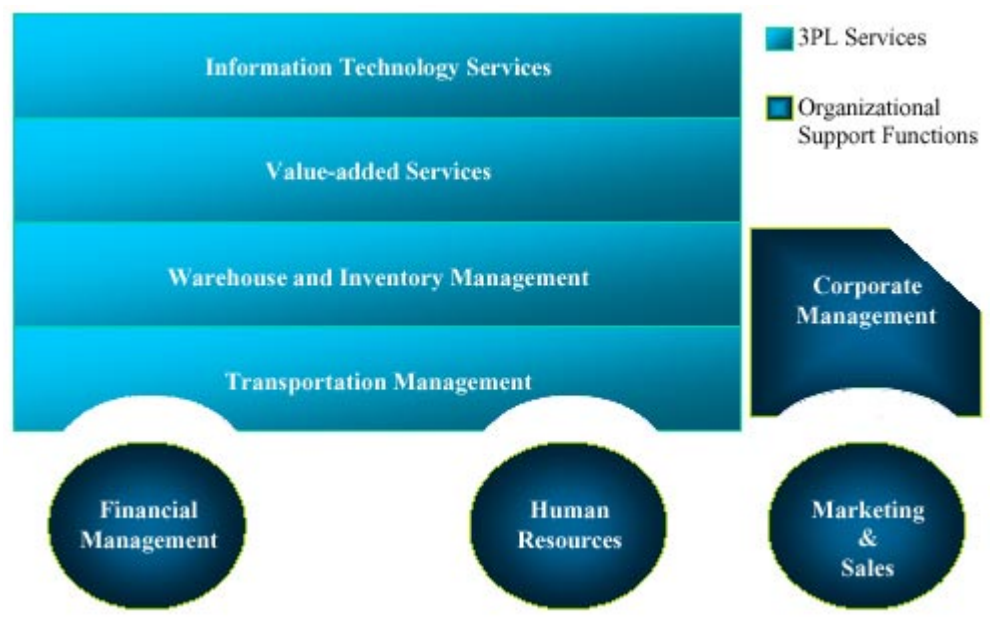 Information Technology Services
Value-added Services
Warehouse and Inventory Management
Transportation Management
3PL Services
Organizational
Support Functions
Corporate
Management
Financial
Management
Human
Resources
Marketing
&
Sales